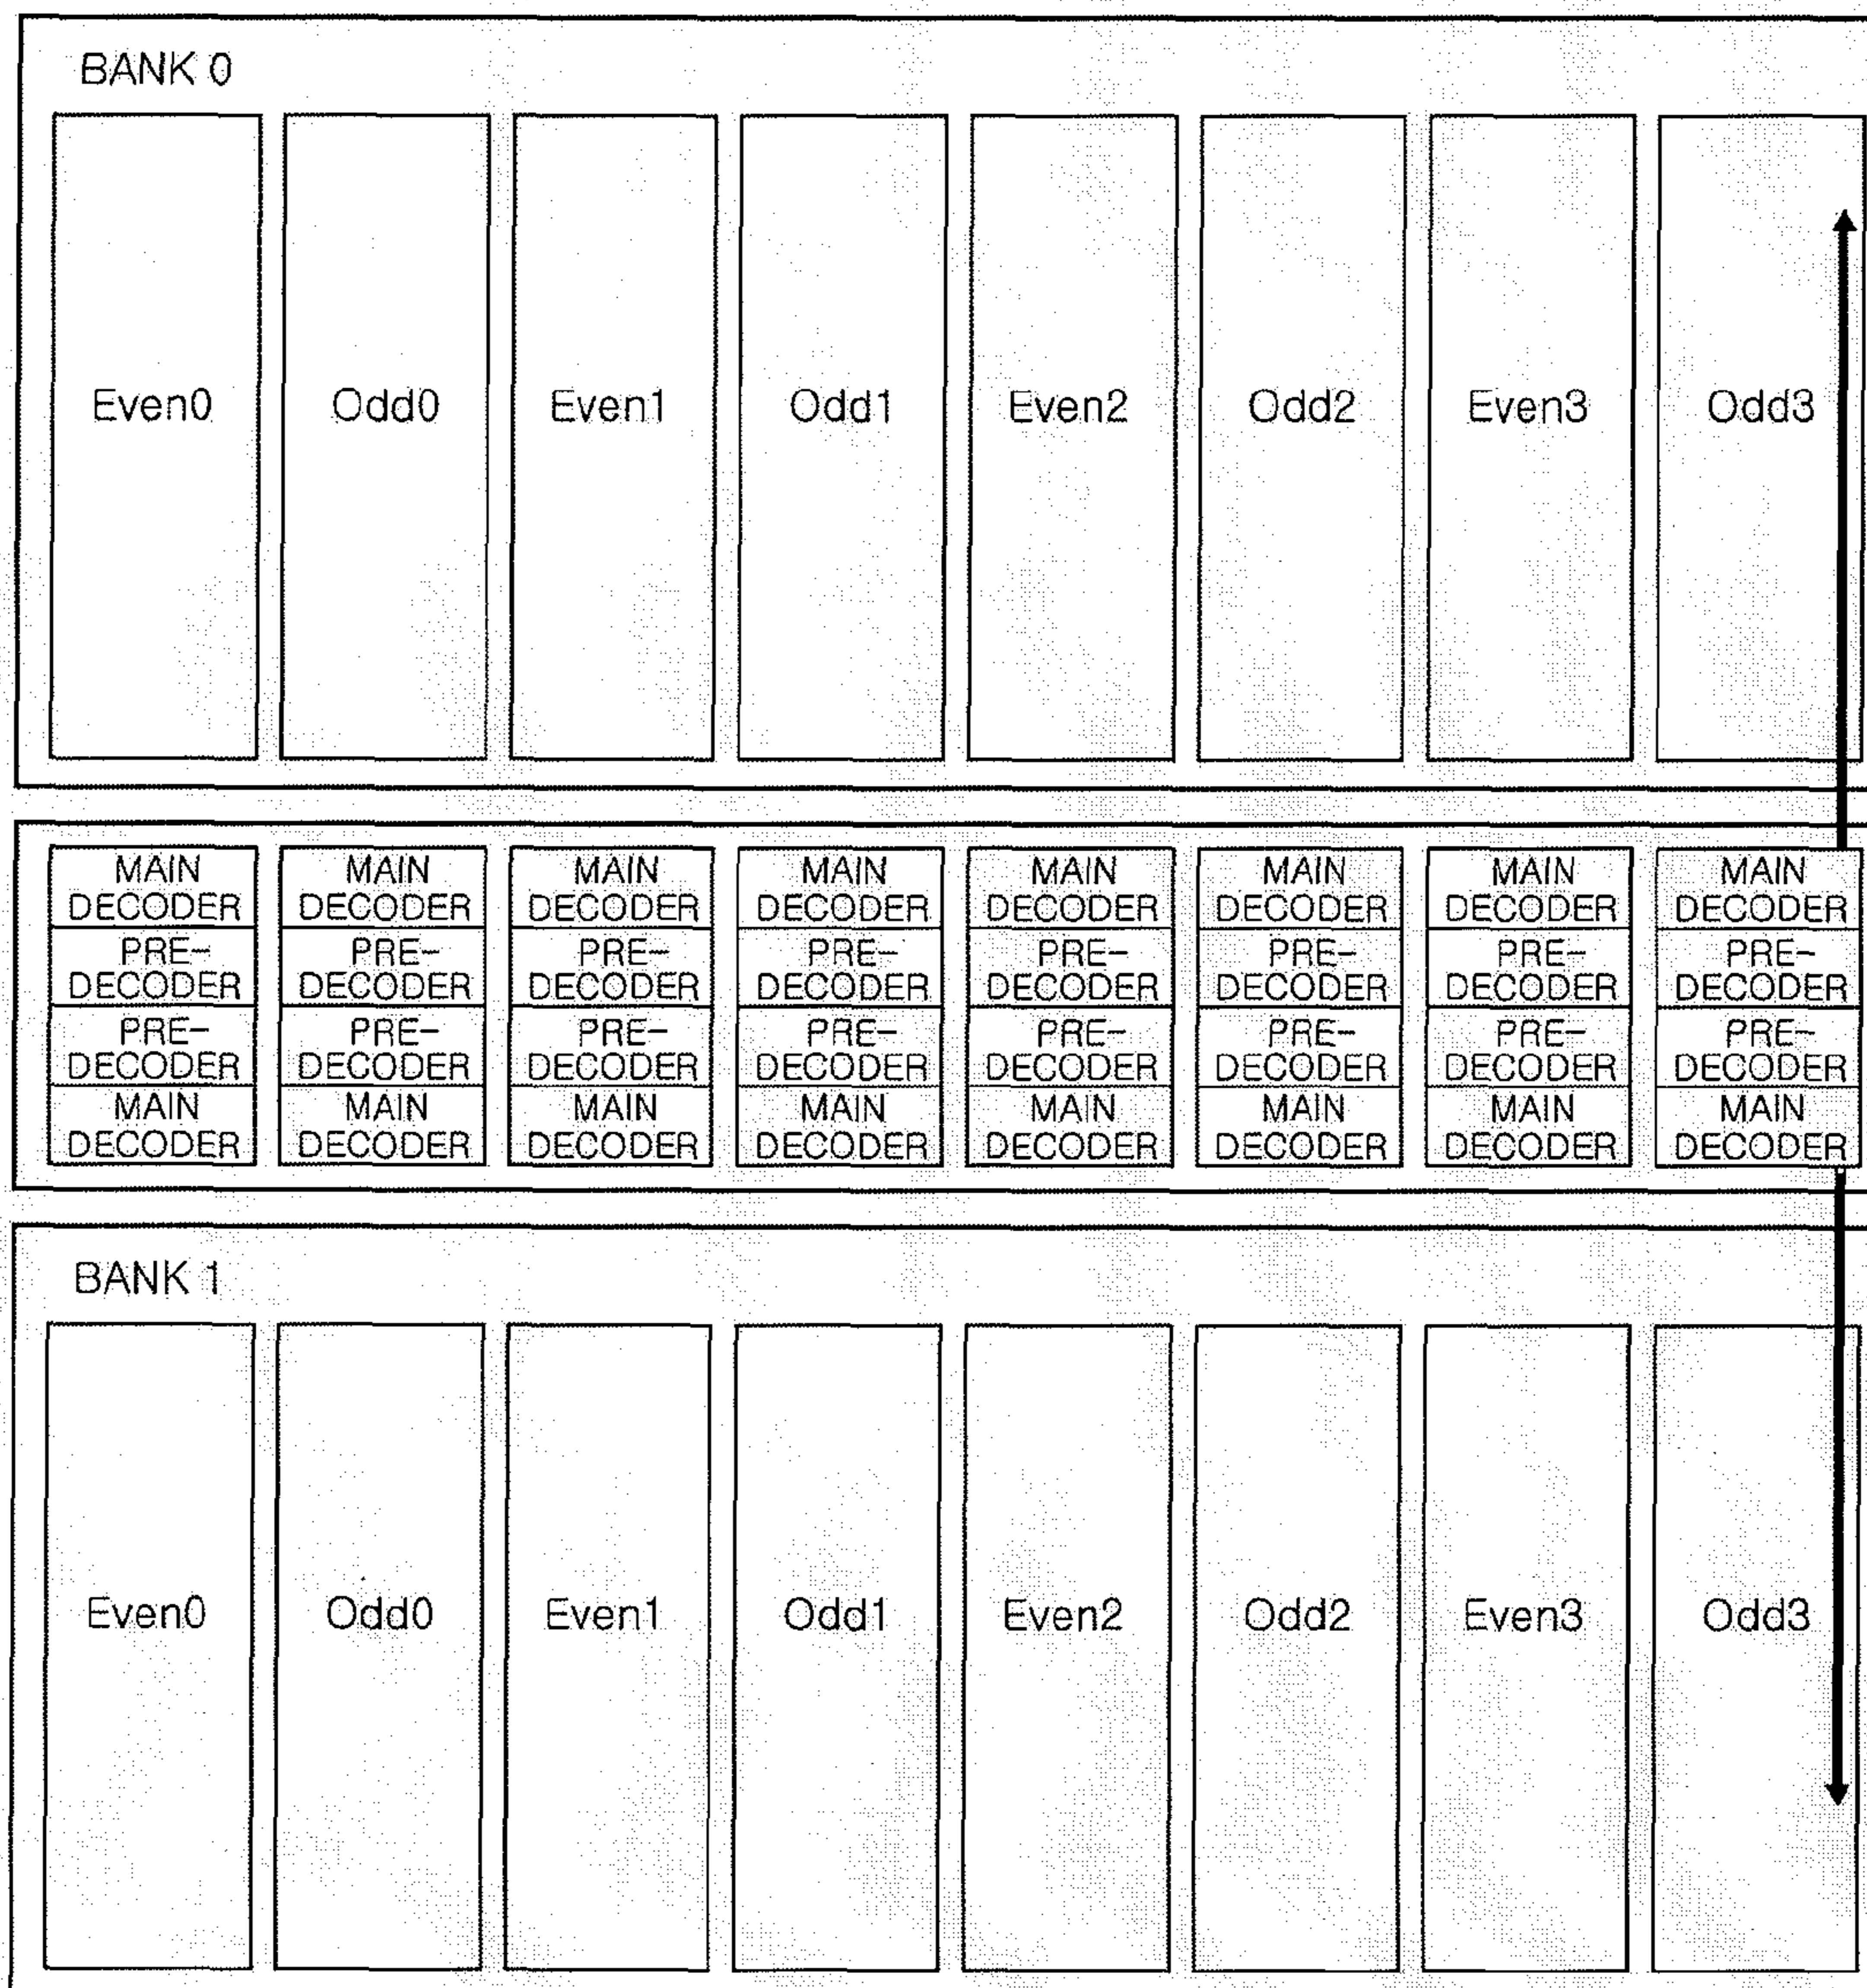 BANK 0
Even0 Odd0 Even1 Odd1 Even2 Odd2 Even3 Odd3
MAIN MAIN MAIN MAIN MAIN MAIN MAIN MAIN
DECODER DECODER DECODER DECODER DECODER DECODER DECODER DECODER
PRE- PRE- PRE- PRE- PRE- PRE- PRE- PRE-
DECODER DECODER DECODER DECODER DECODER DECODER DECODER DECODER
PRE- PRE- PRE- PRE- PRE- PRE- PRE- PRE-
DECODER DECODER DECODER DECODER DECODER DECODER DECODER DECODER
MAIN MAIN MAIN MAIN MAIN MAIN MAIN MAIN
DECODER DECODER DECODER DECODER DECODER DECODER DECODER DECODER
BANK 1
Even0 Odd0 Even1 Odd1 Even2 Odd2 Even3 Odd3